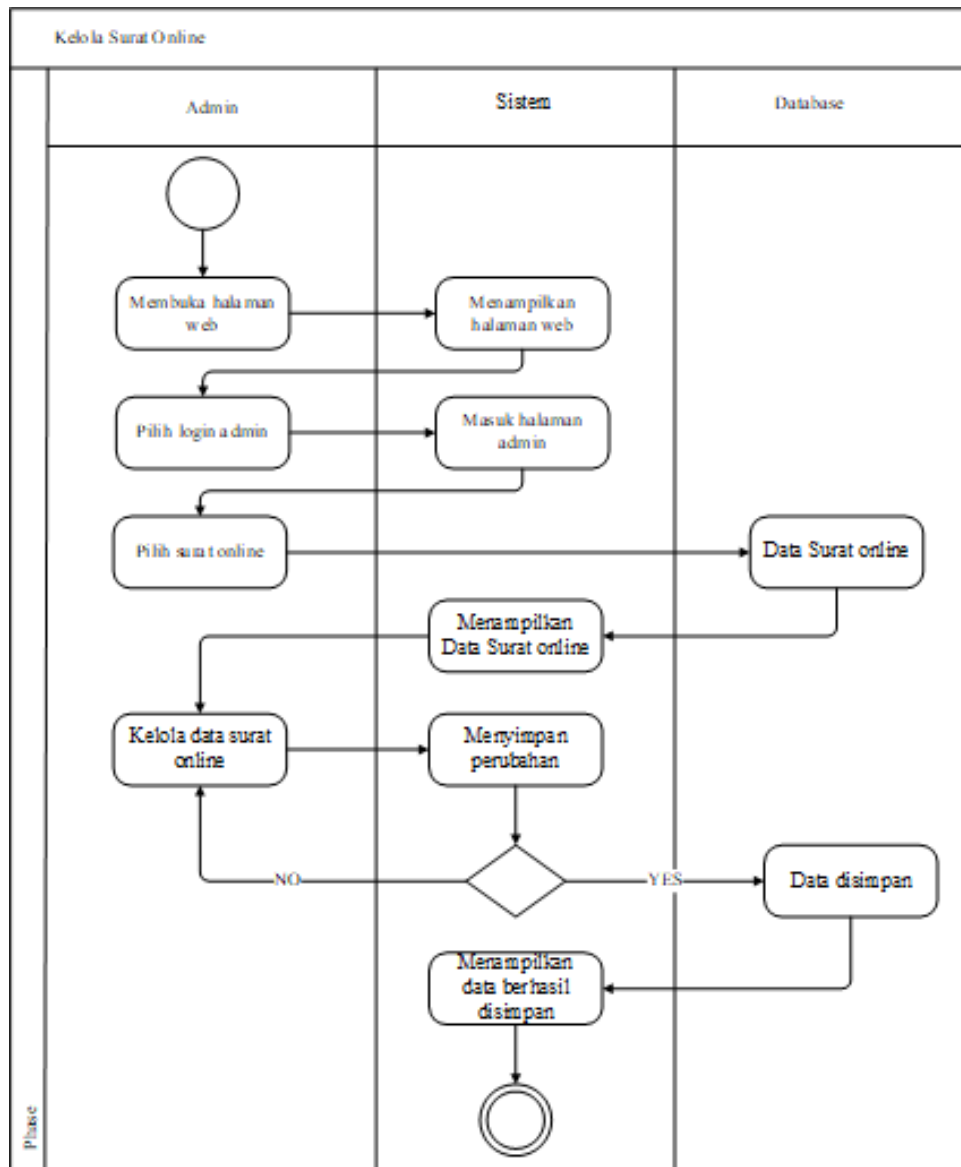 Kelola Surat Online
Admin
Sistem
Database
Membuka halaman
web
Menampilkan
halaman web
Pilih login admin
Masuk halaman
admin
Pilih surat online
Data Surat online
Menampilkan
Data Surat online
Kelola data surat
online
Menyimpan
perubahan
NO
YES
Data disimpan
Menampilkan
data berhasil
disimpan
Phase